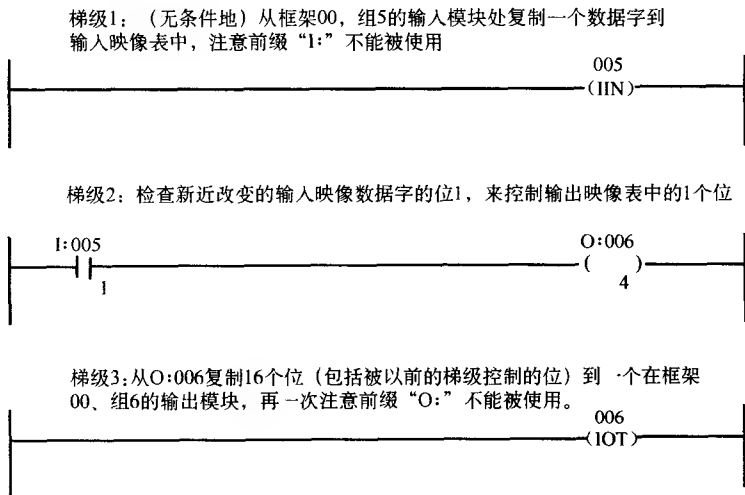 梯级1：（无条件地）从框架00，组5的输入模块处复制一个数据字到
输入映像表中，注意前缀“I:”不能被使用
005
(IIN)
梯级2：检查新近改变的输入映像数据字的位1，来控制输出映像表中的1个位
I:005
1
O:006
( )
4
梯级3：从O:006复制16个位（包括被以前的梯级控制的位）到一个在框架
00、组6的输出模块，再一次注意前缀“O:”不能被使用。
006
(IOT)